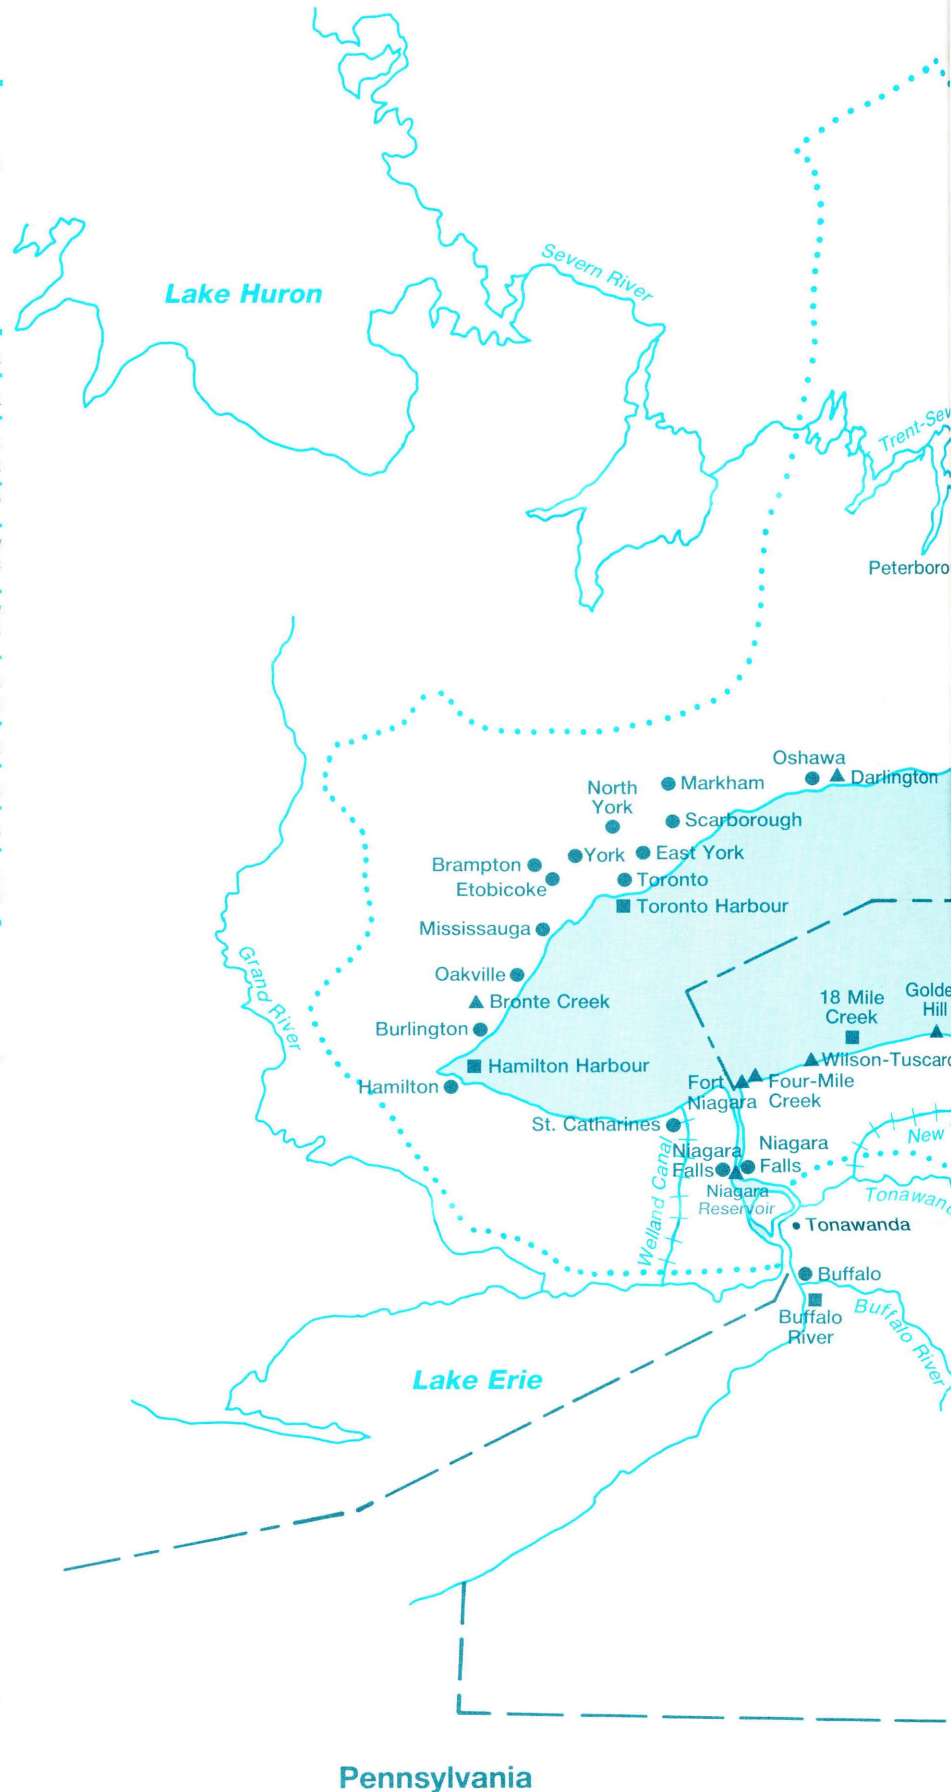 Severn River
Lake Huron
Trent-Sev
Peterboro
Oshawa
Darlington
Markham
North
York
Scarborough
York
East York
Brampton
Etobicoke
Toronto
Toronto Harbour
Mississauga
Grand River
Oakville
Bronte Creek
18 Mile
Creek
Golde
Hill
Burlington
Hamilton Harbour
Wilson-Tuscaro
Hamilton
Fort
Niagara
Four-Mile
Creek
St. Catharines
New
Welland Canal
Niagara
Falls
Niagara
Falls
Niagara
Reservoir
Tonawand
Tonawanda
Buffalo
Buffalo
River
Buffalo River
Lake Erie
Pennsylvania